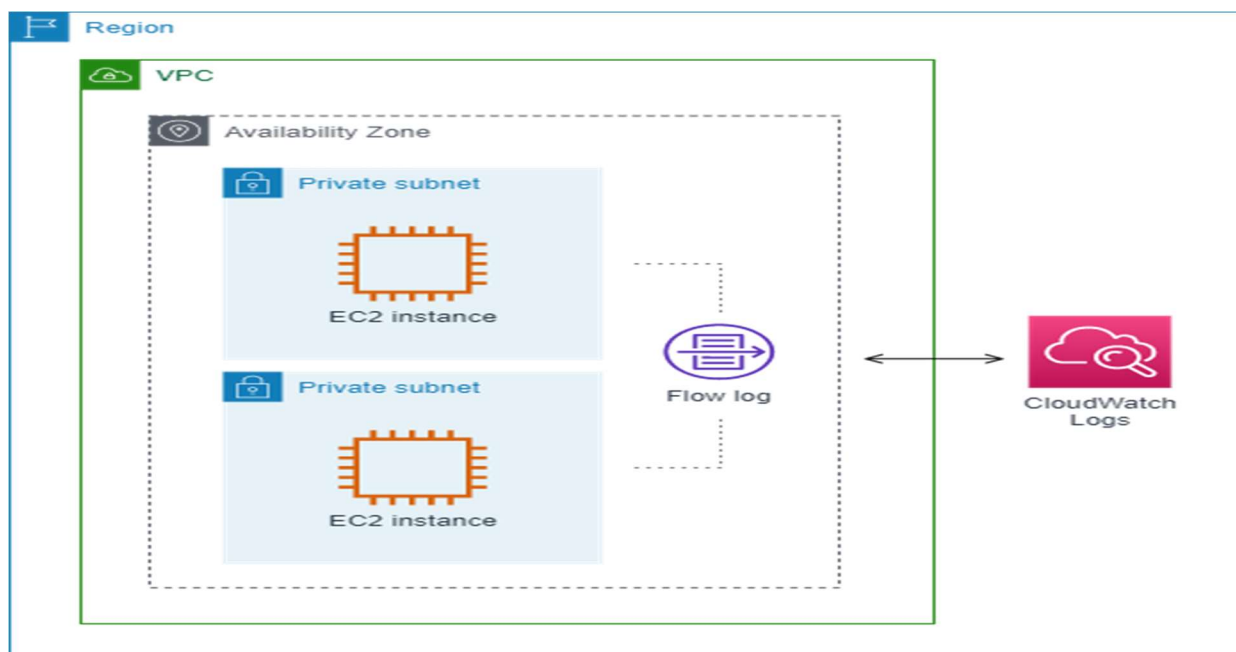 Region
VPC
Availability Zone
Private subnet
EC2 instance
Private subnet
EC2 instance
Flow log
CloudWatch
Logs